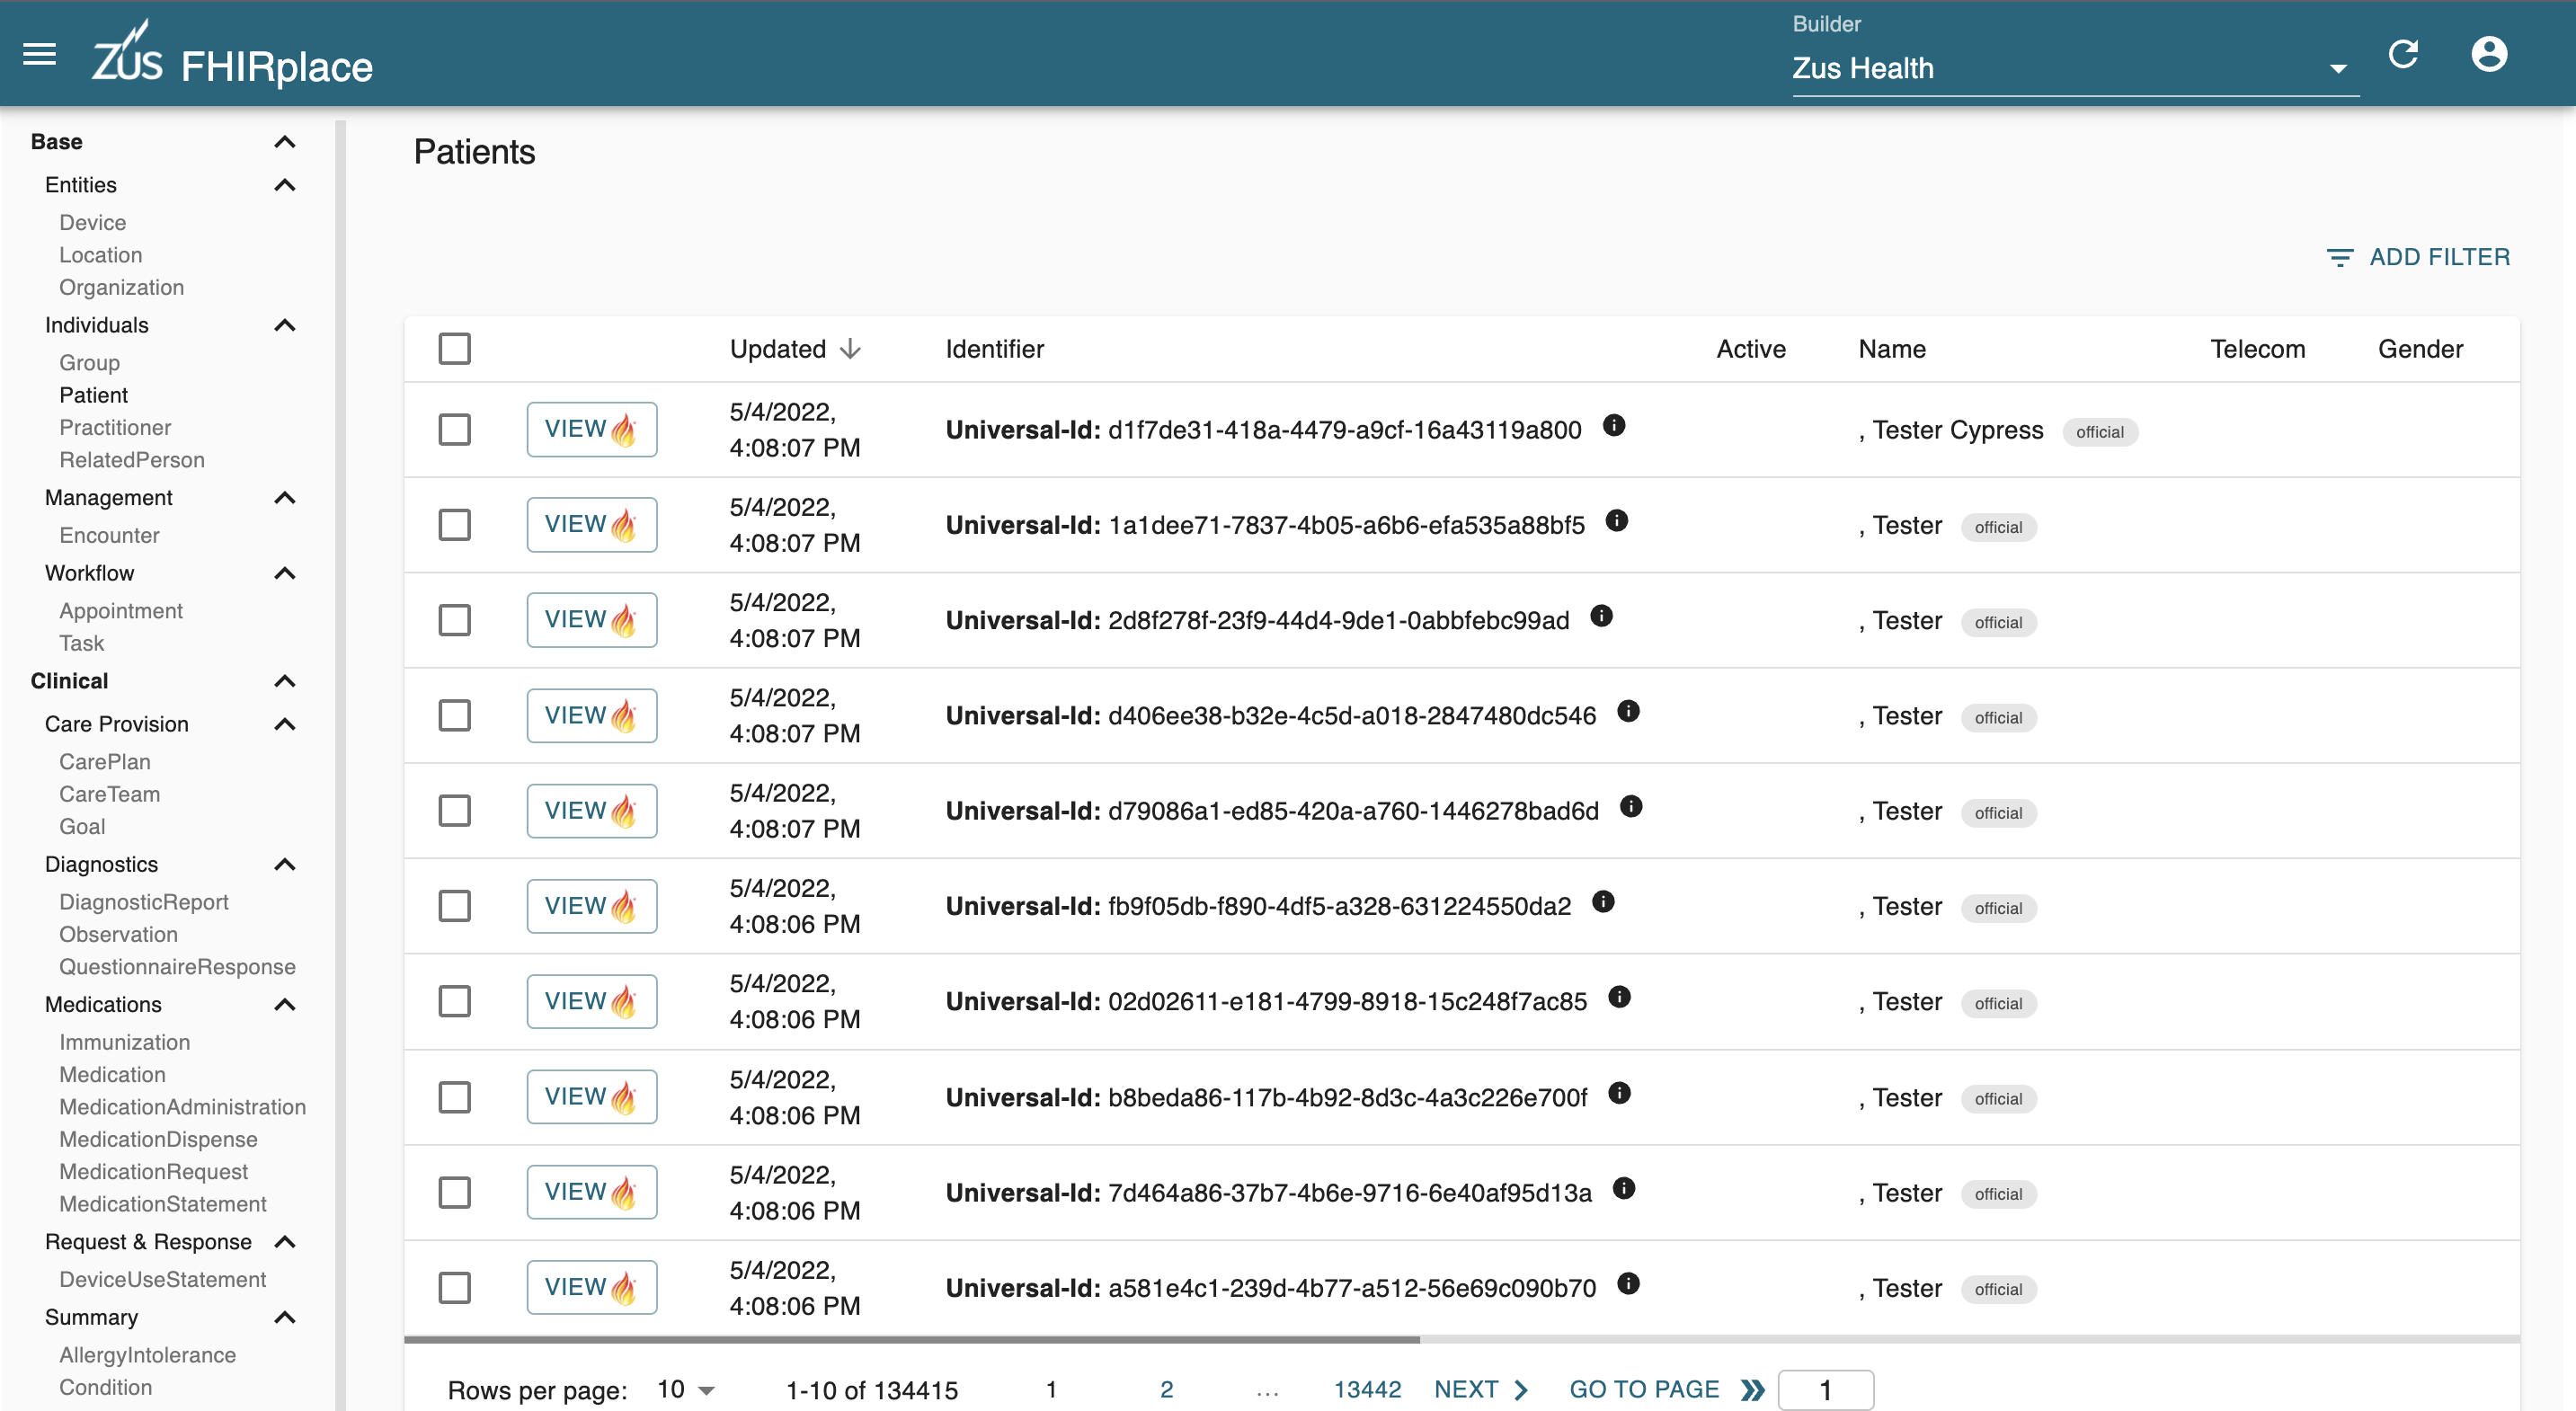 ZUS FHIRplace
Builder
Zus Health
Base
Entities
Device
Location
Organization
Individuals
Group
Patient
Practitioner
RelatedPerson
Management
Encounter
Workflow
Appointment
Task
Clinical
Care Provision
CarePlan
CareTeam
Goal
Diagnostics
DiagnosticReport
Observation
QuestionnaireResponse
Medications
Immunization
Medication
MedicationAdministration
MedicationDispense
MedicationRequest
MedicationStatement
Request & Response
DeviceUseStatement
Summary
AllergyIntolerance
Condition
Patients
ADD FILTER
Updated Identifier Active Name Telecom Gender
VIEW 5/4/2022, 4:08:07 PM Universal-Id: d1f7de31-418a-4479-a9cf-16a43119a800 , Tester Cypress official
VIEW 5/4/2022, 4:08:07 PM Universal-Id: 1a1dee71-7837-4b05-a6b6-efa535a88bf5 , Tester official
VIEW 5/4/2022, 4:08:07 PM Universal-Id: 2d8f278f-23f9-44d4-9de1-0abbfebc99ad , Tester official
VIEW 5/4/2022, 4:08:07 PM Universal-Id: d406ee38-b32e-4c5d-a018-2847480dc546 , Tester official
VIEW 5/4/2022, 4:08:07 PM Universal-Id: d79086a1-ed85-420a-a760-1446278bad6d , Tester official
VIEW 5/4/2022, 4:08:06 PM Universal-Id: fb9f05db-f890-4df5-a328-631224550da2 , Tester official
VIEW 5/4/2022, 4:08:06 PM Universal-Id: 02d02611-e181-4799-8918-15c248f7ac85 , Tester official
VIEW 5/4/2022, 4:08:06 PM Universal-Id: b8beda86-117b-4b92-8d3c-4a3c226e700f , Tester official
VIEW 5/4/2022, 4:08:06 PM Universal-Id: 7d464a86-37b7-4b6e-9716-6e40af95d13a , Tester official
VIEW 5/4/2022, 4:08:06 PM Universal-Id: a581e4c1-239d-4b77-a512-56e69c090b70 , Tester official
Rows per page: 10 1-10 of 134415 1 2 ... 13442 NEXT GO TO PAGE 1